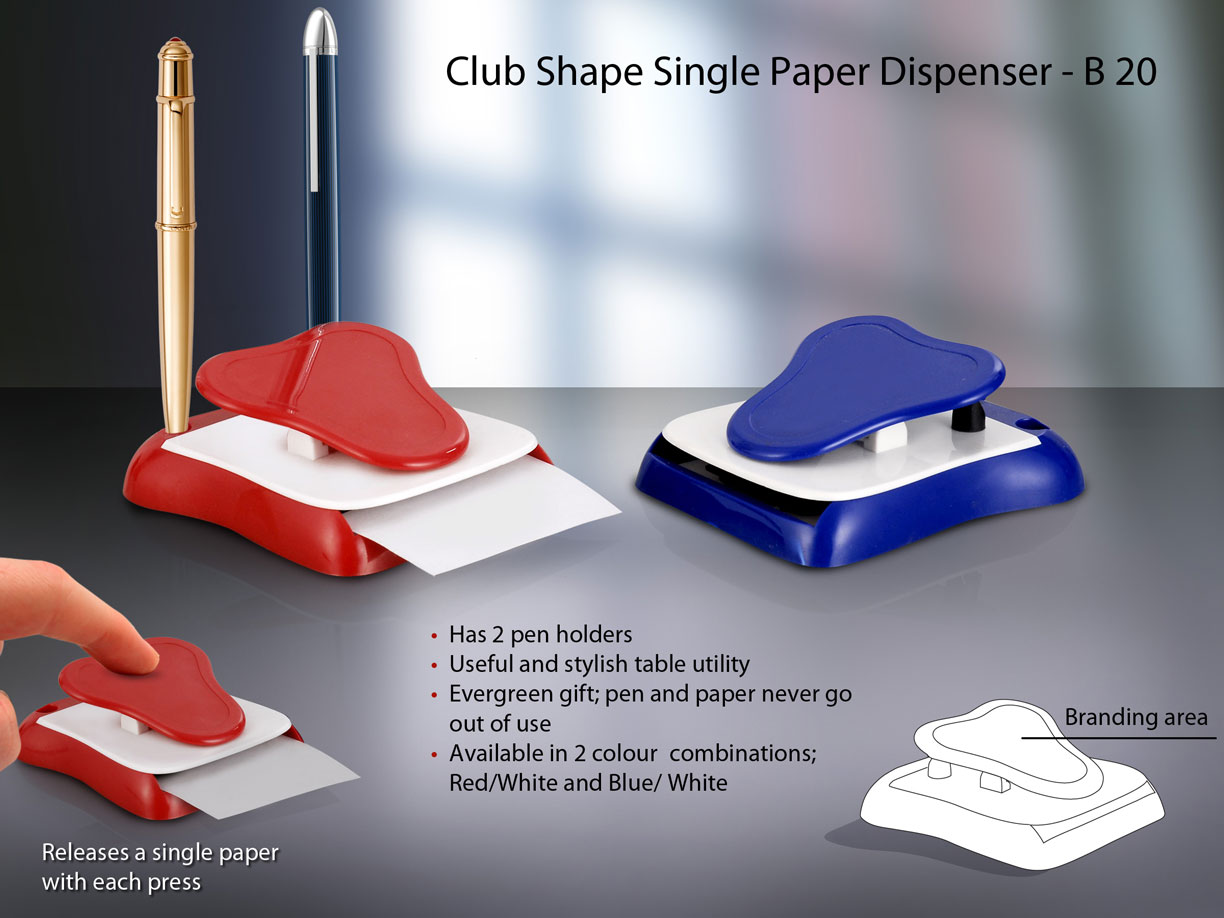 Club Shape Single Paper Dispenser - B 20
• Has 2 pen holders
• Useful and stylish table utility
• Evergreen gift; pen and paper never go
out of use
• Available in 2 colour  combinations;
Red/White and Blue/ White
Branding area
Releases a single paper
with each press